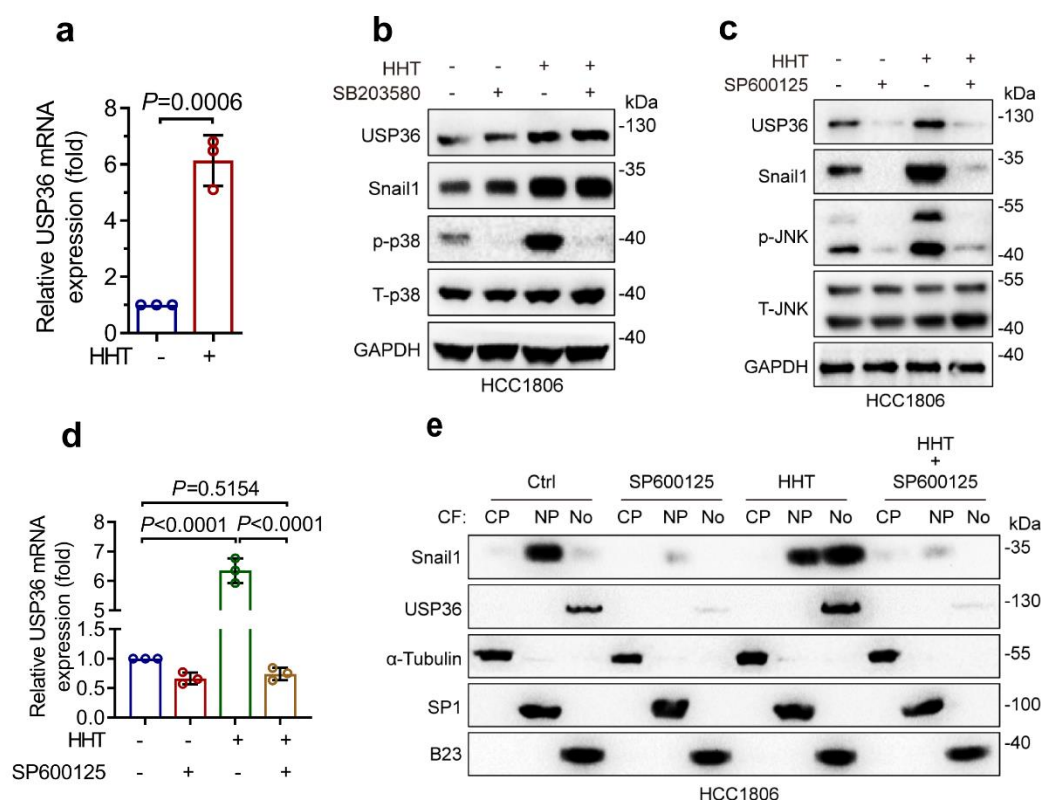 a
P=0.0006
Relative USP36 mRNA
expression (fold)
8
6
4
2
0
HHT - +
b
HHT - - + +
SB203580 - + - +
kDa
USP36 -130
Snail1 -35
p-p38 -40
T-p38 -40
GAPDH -40
HCC1806
c
HHT - - + +
SP600125 - + - +
kDa
USP36 -130
Snail1 -35
p-JNK -55
-40
T-JNK -55
-40
GAPDH -40
HCC1806
d
P=0.5154
P<0.0001 P<0.0001
Relative USP36 mRNA
expression (fold)
8
7
6
5
1.5
1.0
0.5
0.0
HHT - - + +
SP600125 - + - +
e
HHT
+
Ctrl SP600125 HHT SP600125
CF: CP NP No CP NP No CP NP No CP NP No
kDa
Snail1 -35
USP36 -130
α-Tubulin -55
SP1 -100
B23 -40
HCC1806